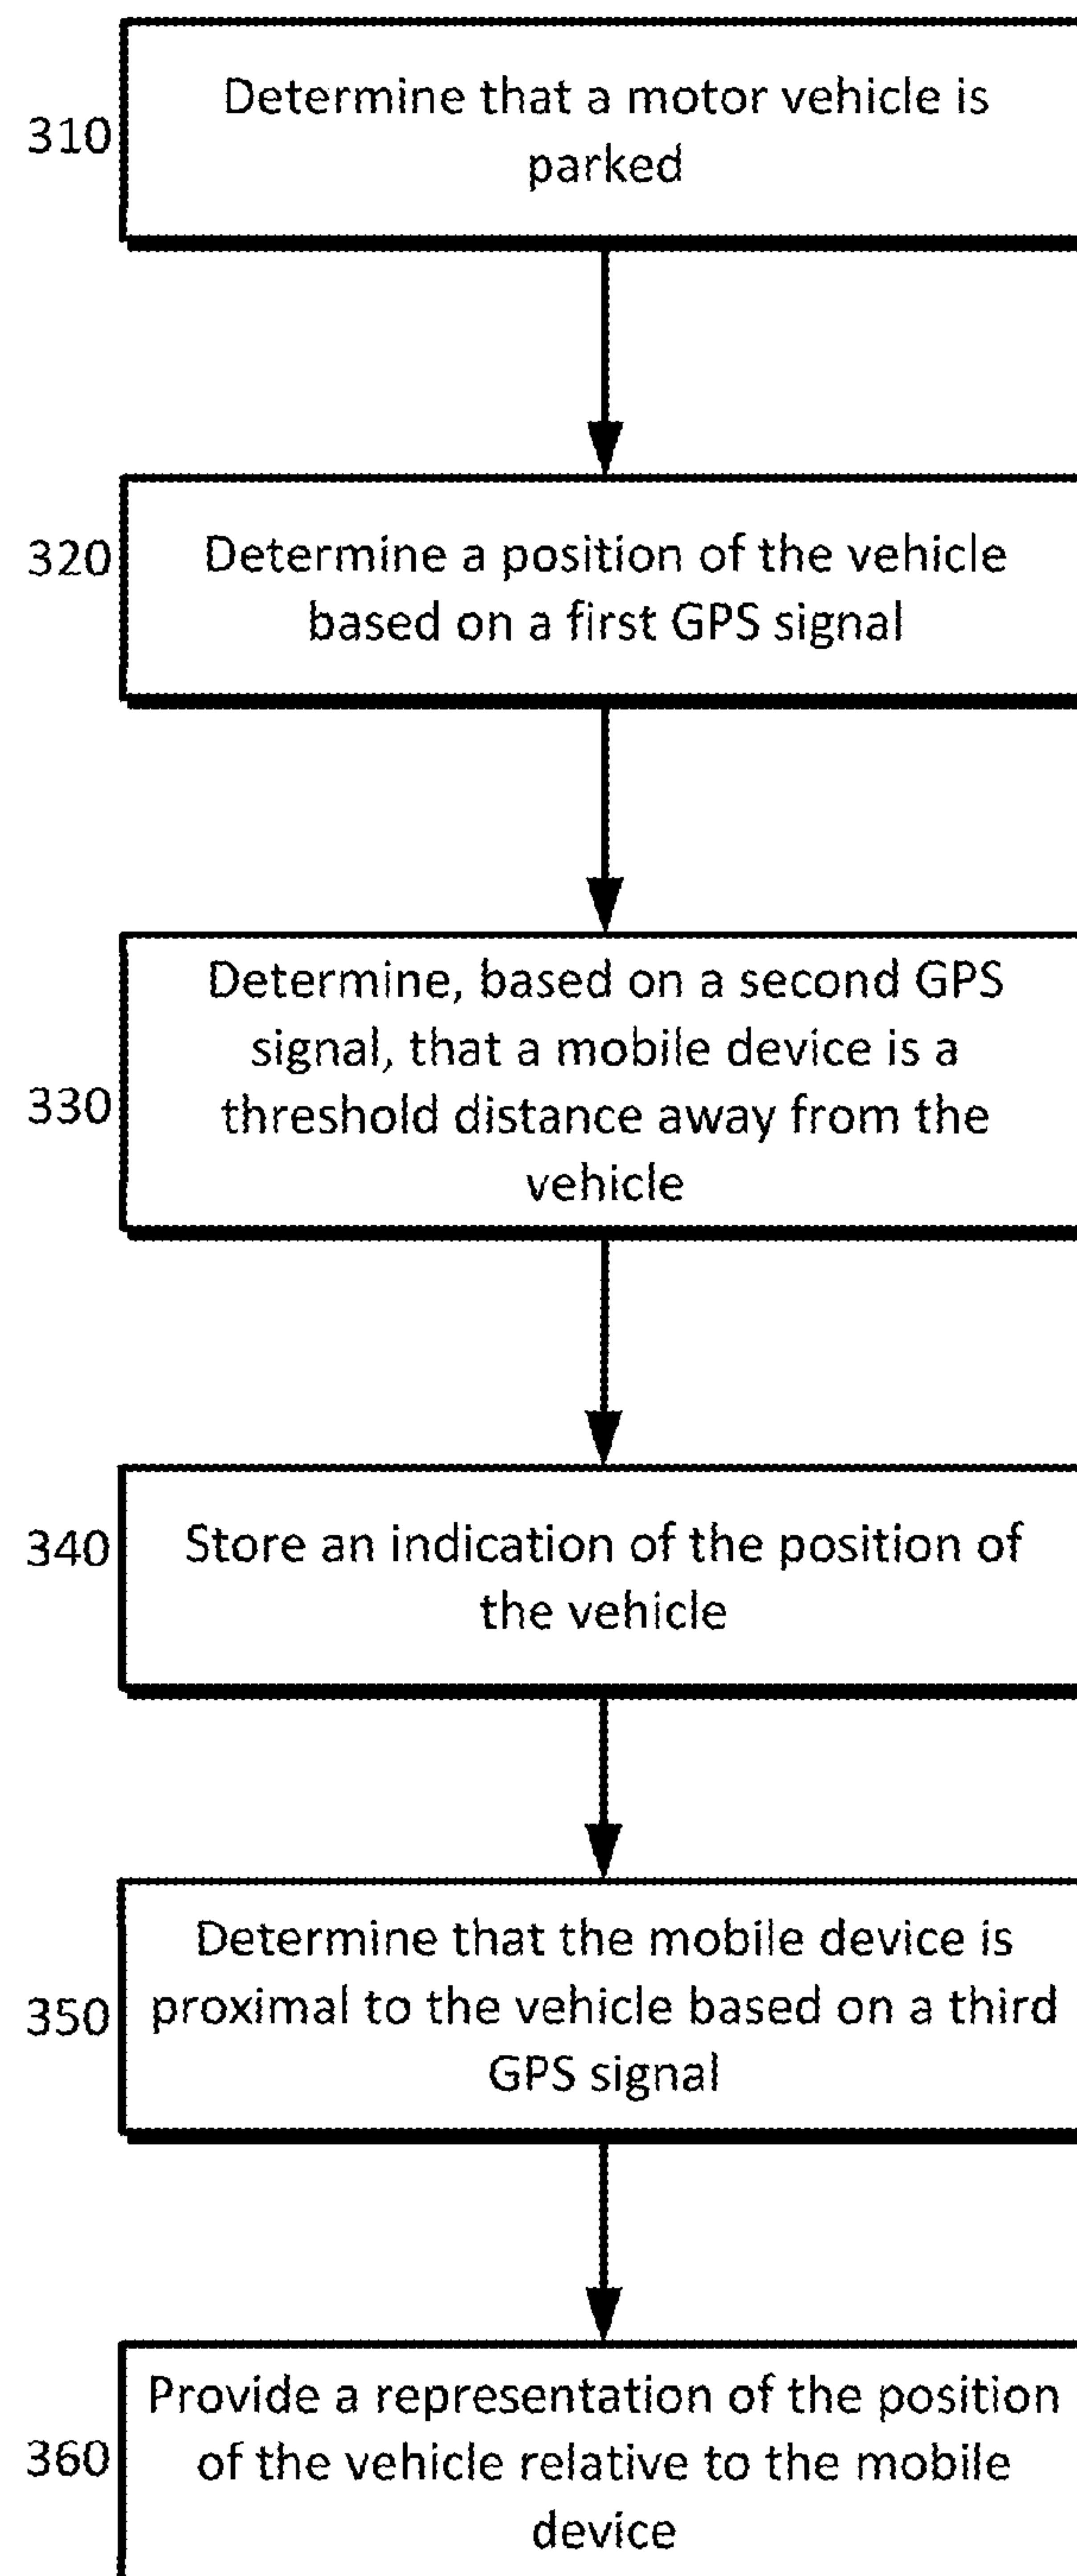 310
Determine that a motor vehicle is
parked
320
Determine a position of the vehicle
based on a first GPS signal
330
Determine, based on a second GPS
signal, that a mobile device is a
threshold distance away from the
vehicle
340
Store an indication of the position of
the vehicle
350
Determine that the mobile device is
proximal to the vehicle based on a third
GPS signal
360
Provide a representation of the position
of the vehicle relative to the mobile
device